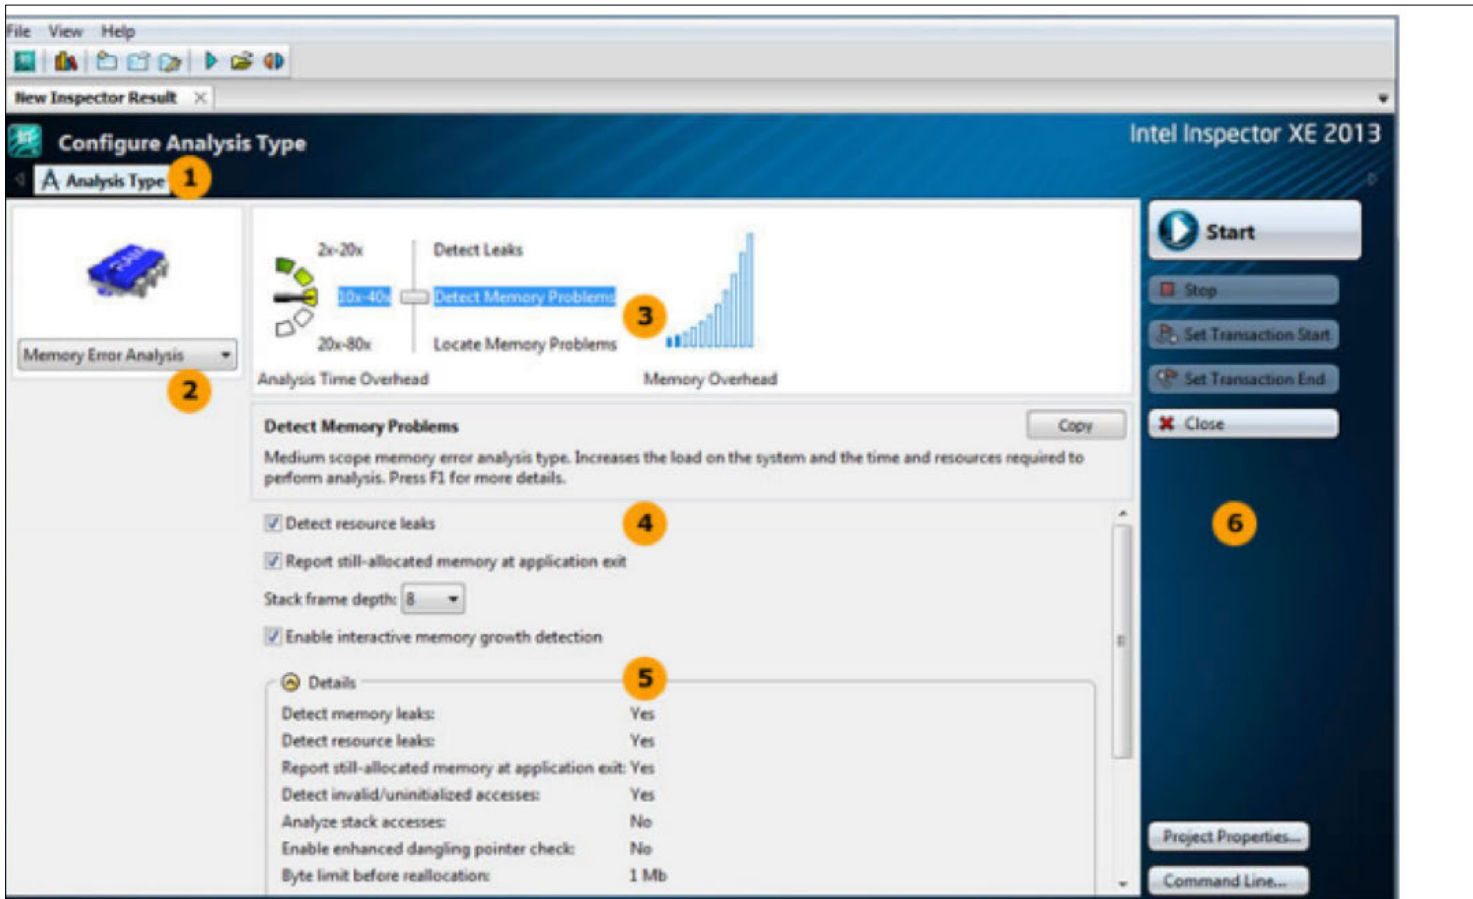 File View Help
New Inspector Result
Configure Analysis Type
Intel Inspector XE 2013
Analysis Type 1
2x-20x Detect Leaks
10x-40x Detect Memory Problems 3
20x-80x Locate Memory Problems
Analysis Time Overhead Memory Overhead
Memory Error Analysis
2
Start
Stop
Set Transaction Start
Set Transaction End
Close
6
Project Properties...
Command Line...
Detect Memory Problems Copy
Medium scope memory error analysis type. Increases the load on the system and the time and resources required to
perform analysis. Press F1 for more details.
Detect resource leaks 4
Report still-allocated memory at application exit
Stack frame depth: 8
Enable interactive memory growth detection
Details 5
Detect memory leaks: Yes
Detect resource leaks: Yes
Report still-allocated memory at application exit: Yes
Detect invalid/uninitialized accesses: Yes
Analyze stack accesses: No
Enable enhanced dangling pointer check: No
Byte limit before reallocation: 1 Mb